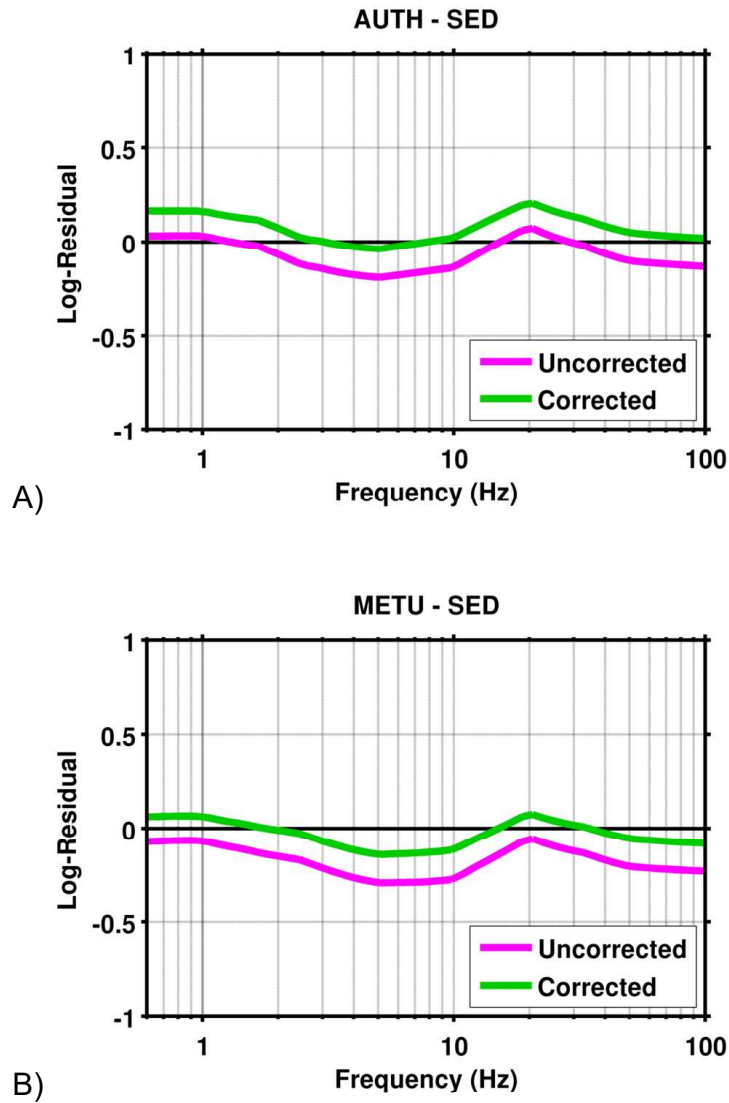 AUTH - SED
1
0.5
0
-0.5
-1
Log-Residual
Uncorrected
Corrected
1 10 100
Frequency (Hz)
A)
METU - SED
1
0.5
0
-0.5
-1
Log-Residual
Uncorrected
Corrected
1 10 100
Frequency (Hz)
B)